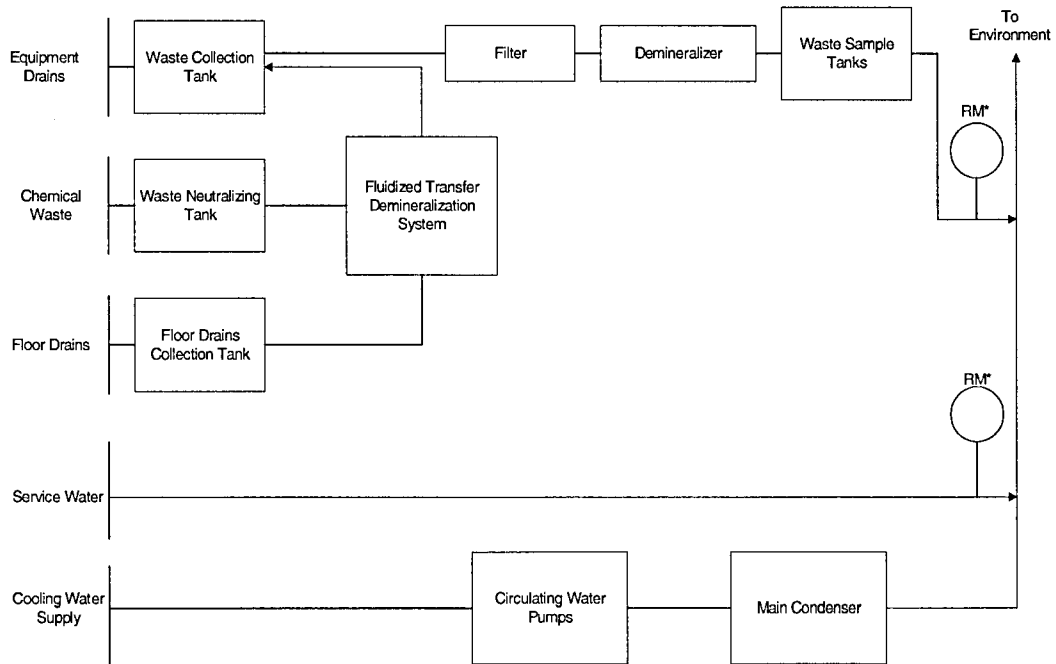 To
Environment
Equipment
Drains
Waste Collection
Tank
Filter
Demineralizer
Waste Sample
Tanks
RM*
Chemical
Waste
Waste Neutralizing
Tank
Fluidized Transfer
Demineralization
System
Floor Drains
Floor Drains
Collection Tank
RM*
Service Water
Cooling Water
Supply
Circulating Water
Pumps
Main Condenser